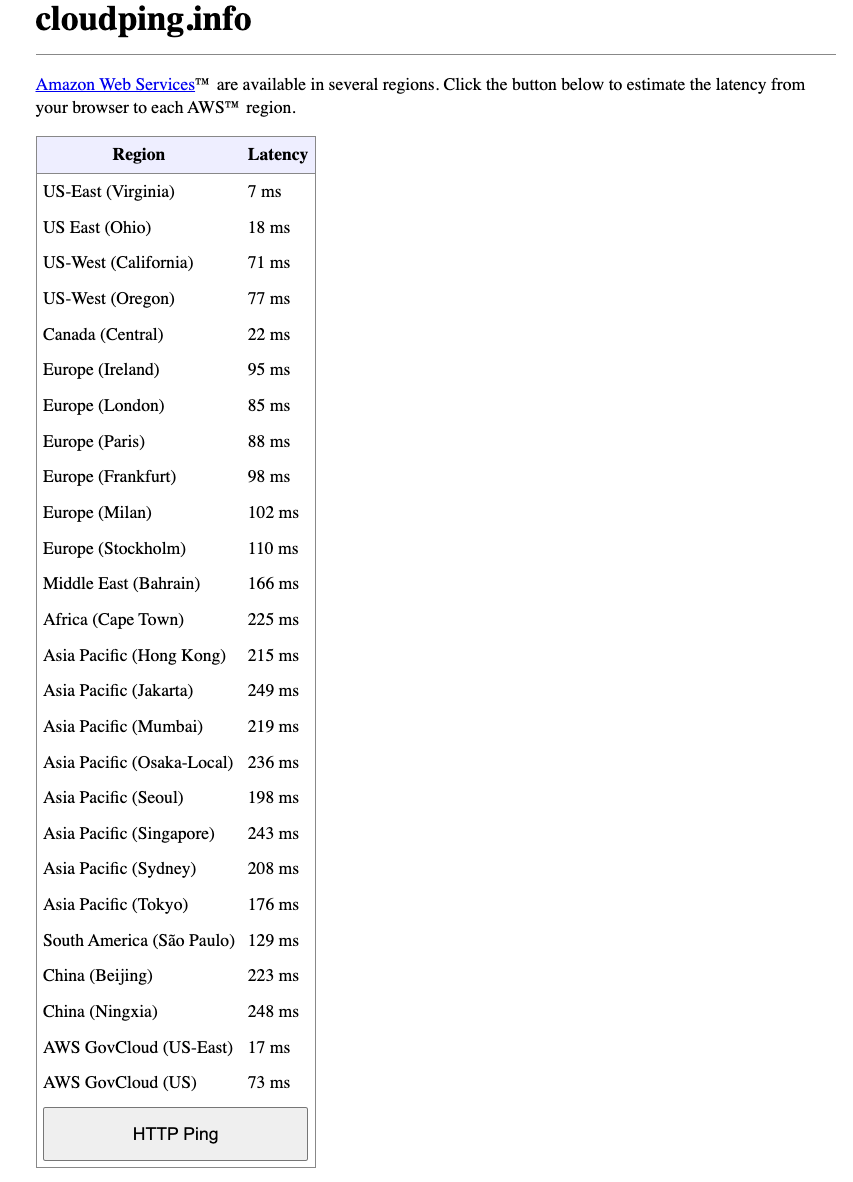 cloudping.info
Amazon Web Services™ are available in several regions. Click the button below to estimate the latency from
your browser to each AWS™ region.
Region Latency
US-East (Virginia) 7 ms
US East (Ohio) 18 ms
US-West (California) 71 ms
US-West (Oregon) 77 ms
Canada (Central) 22 ms
Europe (Ireland) 95 ms
Europe (London) 85 ms
Europe (Paris) 88 ms
Europe (Frankfurt) 98 ms
Europe (Milan) 102 ms
Europe (Stockholm) 110 ms
Middle East (Bahrain) 166 ms
Africa (Cape Town) 225 ms
Asia Pacific (Hong Kong) 215 ms
Asia Pacific (Jakarta) 249 ms
Asia Pacific (Mumbai) 219 ms
Asia Pacific (Osaka-Local) 236 ms
Asia Pacific (Seoul) 198 ms
Asia Pacific (Singapore) 243 ms
Asia Pacific (Sydney) 208 ms
Asia Pacific (Tokyo) 176 ms
South America (São Paulo) 129 ms
China (Beijing) 223 ms
China (Ningxia) 248 ms
AWS GovCloud (US-East) 17 ms
AWS GovCloud (US) 73 ms
HTTP Ping